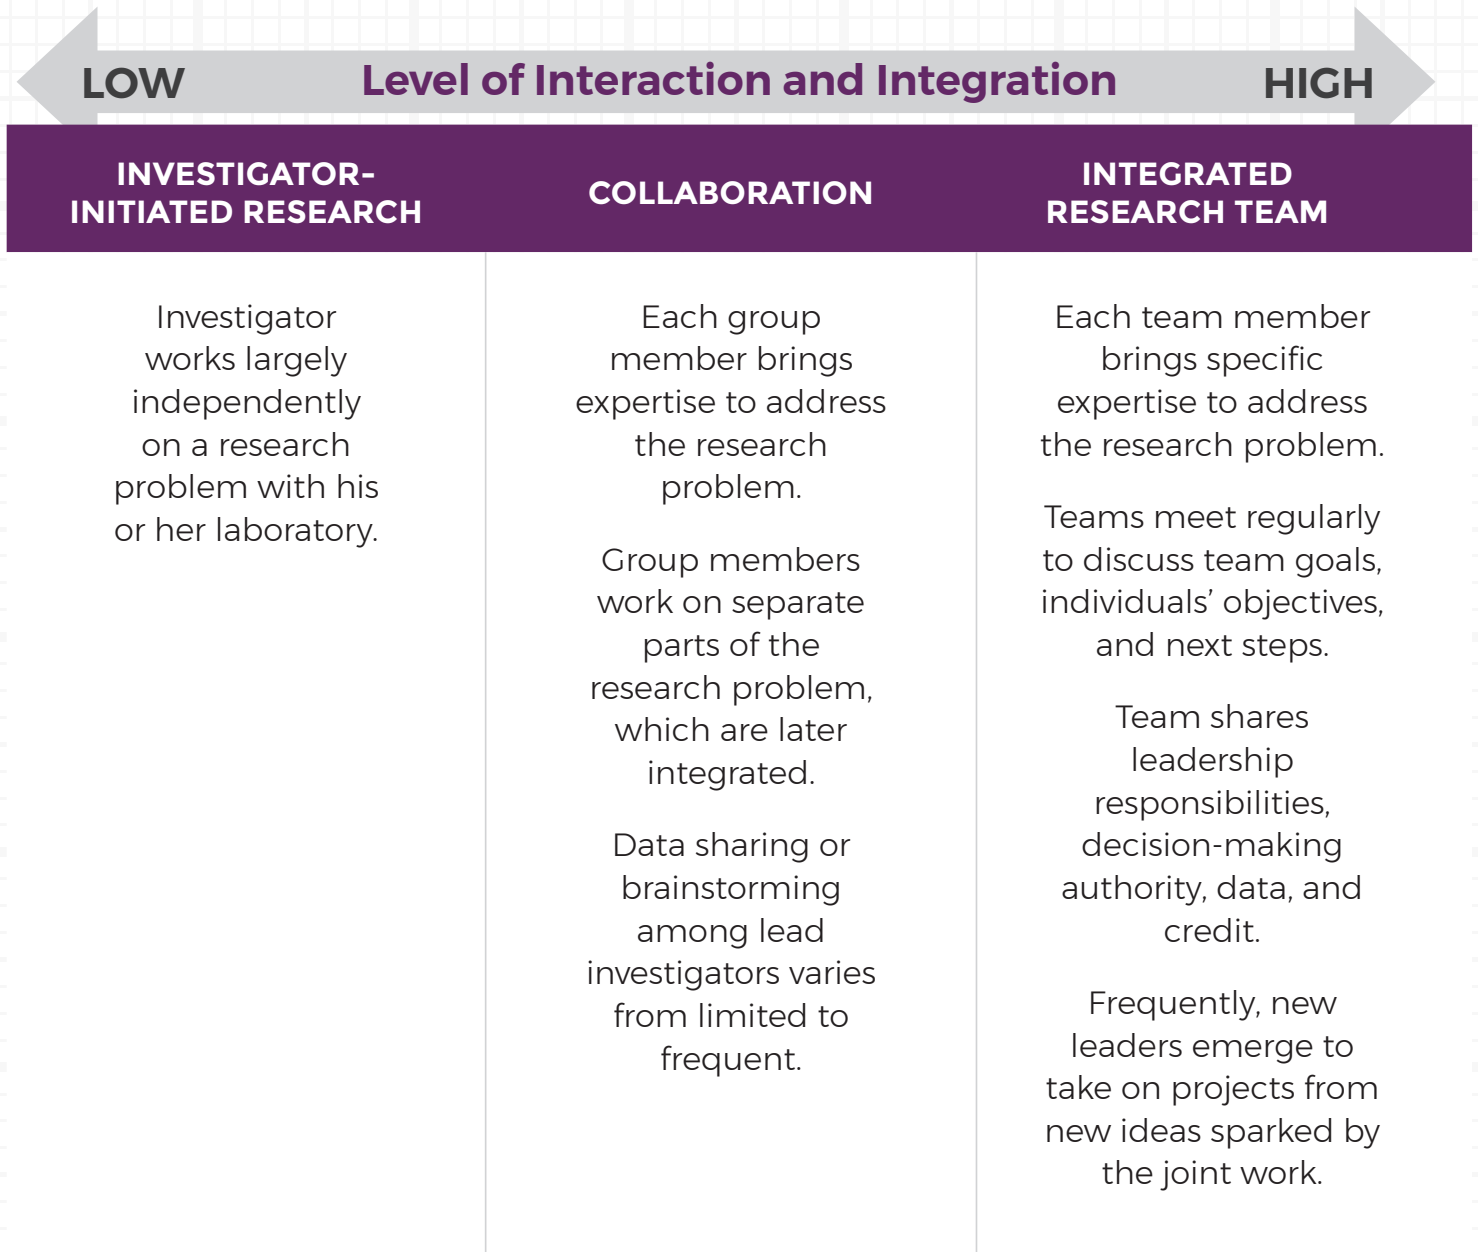 LOW
Level of Interaction and Integration
HIGH
INVESTIGATOR-
INITIATED RESEARCH
COLLABORATION
INTEGRATED
RESEARCH TEAM
Investigator
works largely
independently
on a research
problem with his
or her laboratory.
Each group
member brings
expertise to address
the research
problem.
Group members
work on separate
parts of the
research problem,
which are later
integrated.
Data sharing or
brainstorming
among lead
investigators varies
from limited to
frequent.
Each team member
brings specific
expertise to address
the research problem.
Teams meet regularly
to discuss team goals,
individuals’ objectives,
and next steps.
Team shares
leadership
responsibilities,
decision-making
authority, data, and
credit.
Frequently, new
leaders emerge to
take on projects from
new ideas sparked by
the joint work.